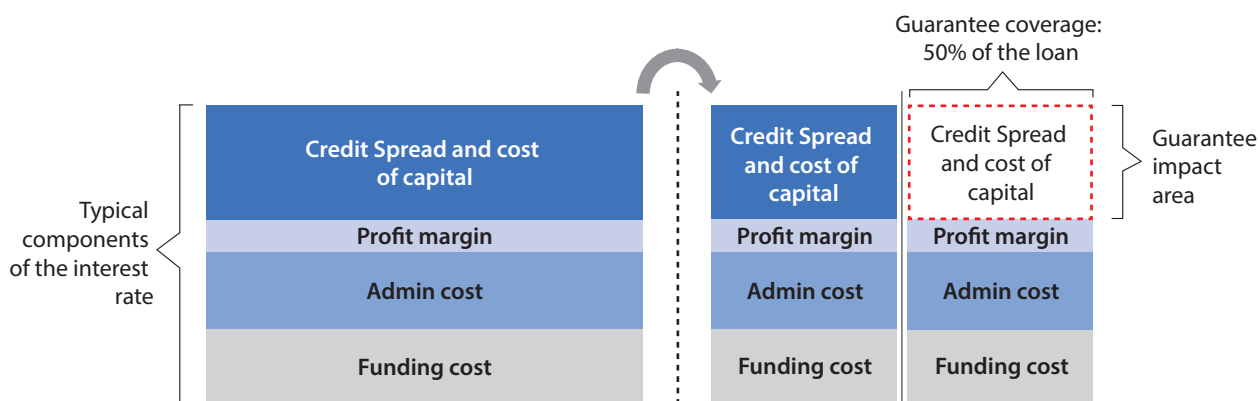 Guarantee coverage:
50% of the loan
Typical
components
of the interest
rate
Credit Spread and cost
of capital
Profit margin
Admin cost
Funding cost
Credit Spread
and cost of
capital
Profit margin
Admin cost
Funding cost
Credit Spread
and cost of
capital
Profit margin
Admin cost
Funding cost
Guarantee
impact
area